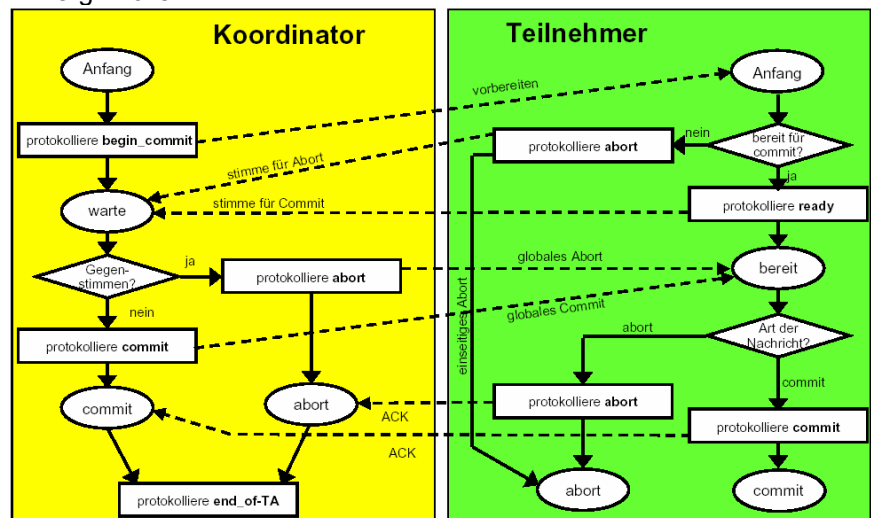 Koordinator
Teilnehmer
Anfang
Anfang
vorbereiten
protokolliere begin_commit
protokolliere abort
nein
bereit für
commit?
stimme für Abort
ja
warte
stimme für Commit
protokolliere ready
Gegen-
stimmen?
ja
protokolliere abort
globales Abort
bereit
nein
einseitiges Abort
globales Commit
protokolliere commit
abort
Art der
Nachricht?
commit
commit
abort
ACK
protokolliere abort
protokolliere commit
ACK
protokolliere end_of-TA
abort
commit